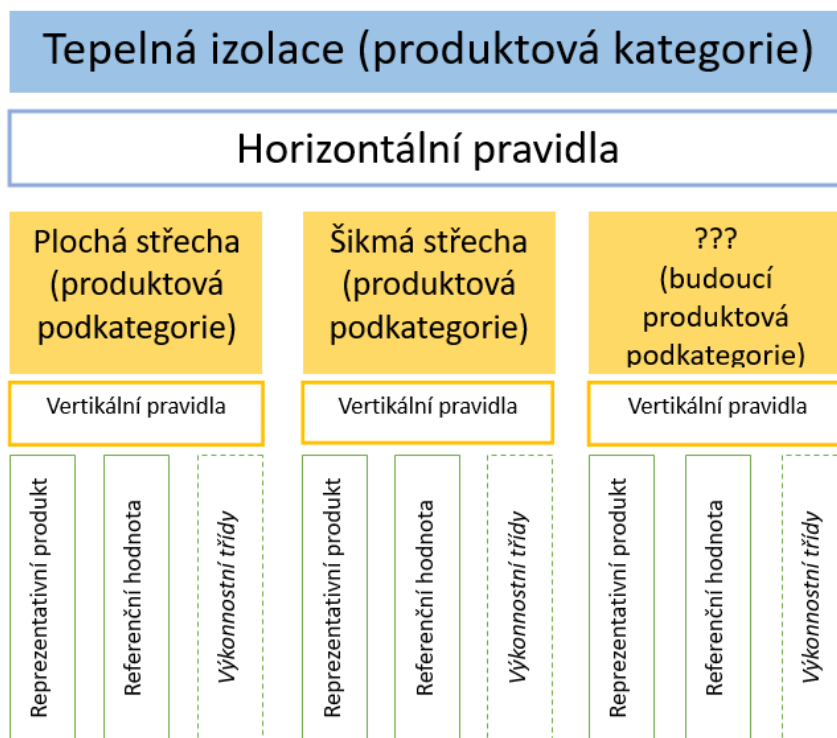 Tepelná izolace (produktová kategorie)
Horizontální pravidla
Plochá střecha
(produktová
podkategorie)
Šikmá střecha
(produktová
podkategorie)
???
(budoucí
produktová
podkategorie)
Vertikální pravidla
Vertikální pravidla
Vertikální pravidla
Reprezentativní produkt
Referenční hodnota
Výkonnostní třídy
Reprezentativní produkt
Referenční hodnota
Výkonnostní třídy
Reprezentativní produkt
Referenční hodnota
Výkonnostní třídy